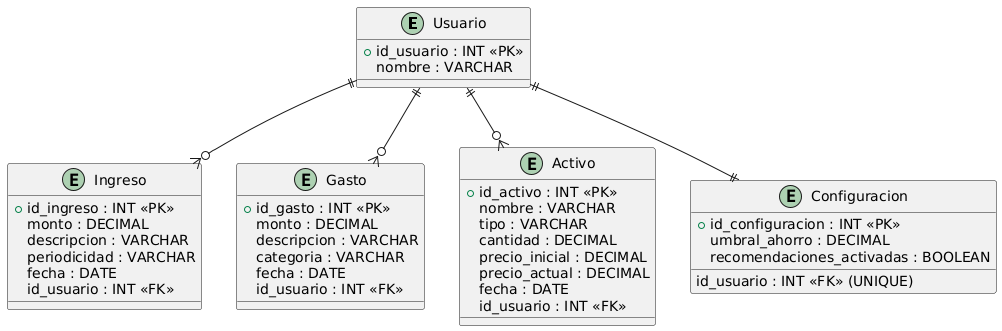 E Usuario
id_usuario : INT «PK»
nombre : VARCHAR
E Ingreso
id_ingreso : INT «PK»
monto : DECIMAL
descripcion : VARCHAR
periodicidad : VARCHAR
fecha : DATE
id_usuario : INT «FK»
E Gasto
id_gasto : INT «PK»
monto : DECIMAL
descripcion : VARCHAR
categoria : VARCHAR
fecha : DATE
id_usuario : INT «FK»
E Activo
id_activo : INT «PK»
nombre : VARCHAR
tipo : VARCHAR
cantidad : DECIMAL
precio_inicial : DECIMAL
precio_actual : DECIMAL
fecha : DATE
id_usuario : INT «FK»
E Configuracion
id_configuracion : INT «PK»
umbral_ahorro : DECIMAL
recomendaciones_activadas : BOOLEAN
id_usuario : INT «FK» (UNIQUE)